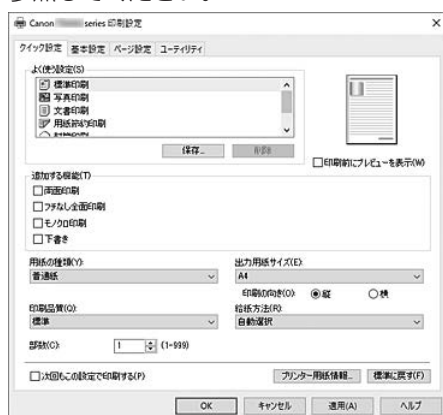 Canon series 印刷設定
クイック設定 基本設定 ページ設定 ユーティリティ
よく使う設定(S)
標準印刷
写真印刷
文書印刷
用紙節約印刷
保存...
削除
印刷前にプレビューを表示(W)
追加する機能(T)
両面印刷
フチなし全面印刷
モノクロ印刷
下書き
用紙の種類(Y): 出力用紙サイズ(E):
普通紙 A4
印刷の向き(O): 縦 横
印刷品質(Q): 給紙方法(R):
標準 自動選択
部数(C): 1 (1-999)
次回もこの設定で印刷する(P) プリンター用紙情報... 標準に戻す(F)
OK キャンセル 適用(A) ヘルプ